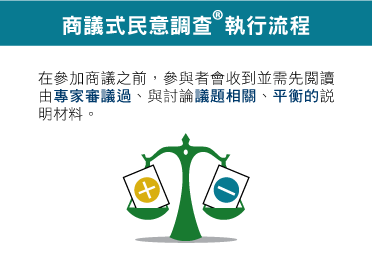 商議式民意調查®執行流程
在參加商議之前，參與者會收到並需先閱讀
由專家審議過、與討論議題相關、平衡的說
明材料。